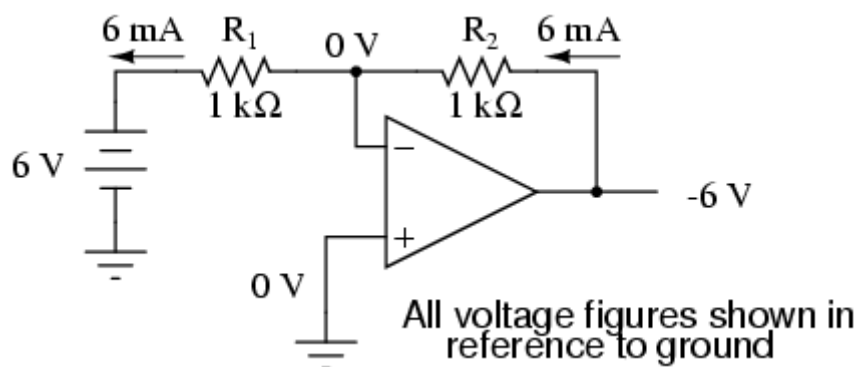 6 mA
R1
0 V
R2
6 mA
1 kΩ
1 kΩ
6 V
−
-6 V
+
0 V
All voltage figures shown in
reference to ground